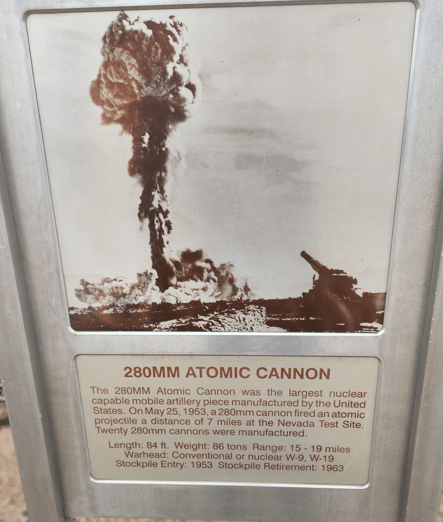 280MM ATOMIC CANNON
The 280MM Atomic Cannon was the largest nuclear
capable mobile artillery piece manufactured by the United
States. On May 25, 1953, a 280mm cannon fired an atomic
projectile a distance of 7 miles at the Nevada Test Site.
Twenty 280mm cannons were manufactured.
Length: 84 ft. Weight: 86 tons Range: 15 - 19 miles
Warhead: Conventional or nuclear W-9, W-19
Stockpile Entry: 1953 Stockpile Retirement: 1963